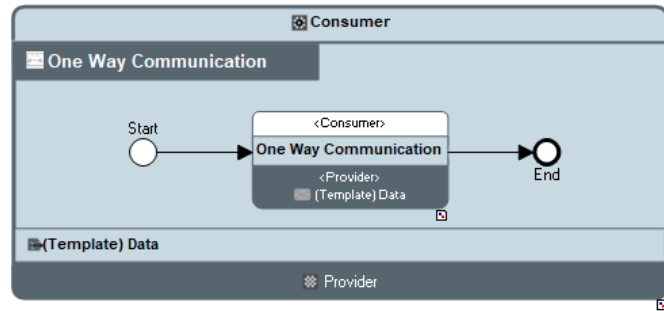 Consumer
One Way Communication
Start
<Consumer>
One Way Communication
<Provider>
(Template) Data
End
(Template) Data
Provider